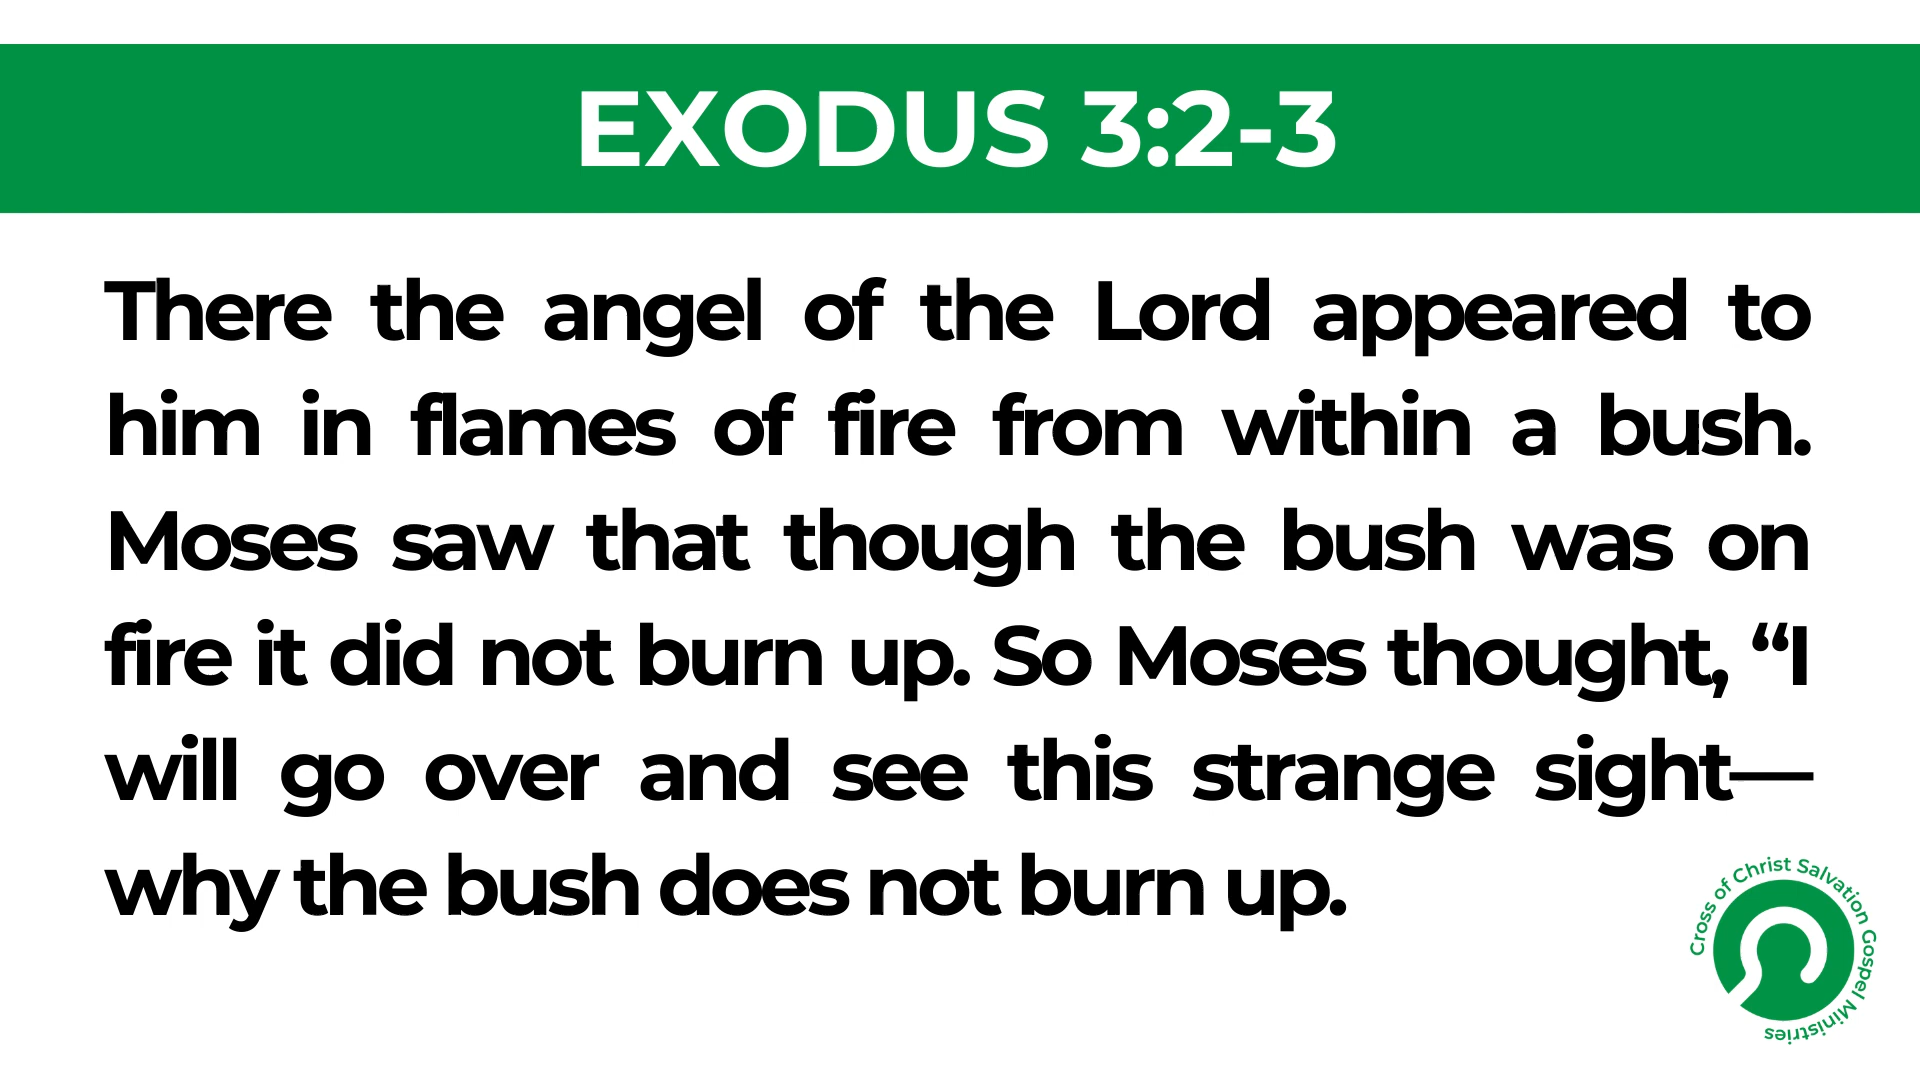 EXODUS 3:2-3
There the angel of the Lord appeared to
him in flames of fire from within a bush.
Moses saw that though the bush was on
fire it did not burn up. So Moses thought, “I
will go over and see this strange sight—
why the bush does not burn up.
Cross of Christ Salvation Gospel Ministries